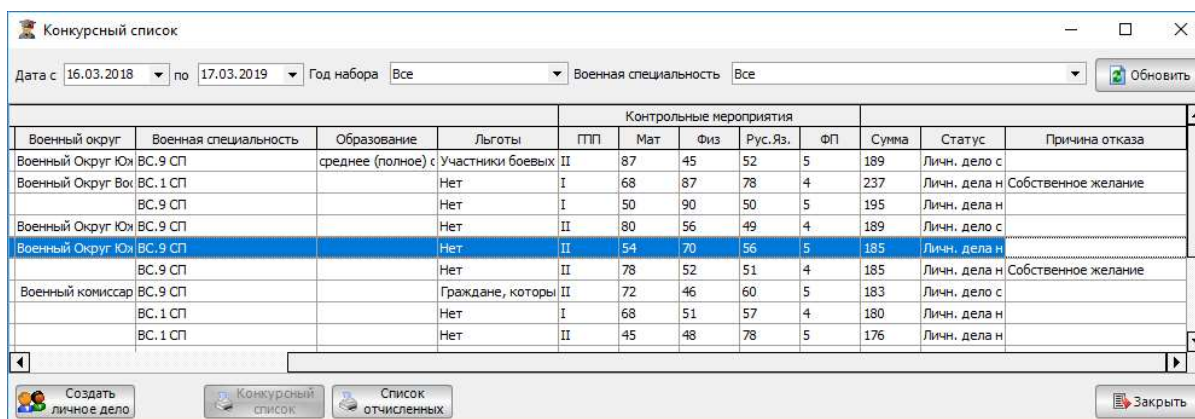 Конкурсный список
Дата с 16.03.2018 по 17.03.2019 Год набора Все Военная специальность Все Обновить
Контрольные мероприятия
Военный округ Военная специальность Образование Льготы ГПП Мат Физ Рус.Яз. ФП Сумма Статус Причина отказа
Военный Округ Юж ВС.9 СП среднее (полное) с Участники боевых II 87 45 52 5 189 Личн. дело с
Военный Округ Вос ВС.1 СП Нет I 68 87 78 4 237 Личн. дела н Собственное желание
ВС.9 СП Нет I 50 90 50 5 195 Личн. дела н
Военный Округ Юж ВС.9 СП Нет II 80 56 49 4 189 Личн. дело с
Военный Округ Юж ВС.9 СП Нет II 54 70 56 5 185 Личн. дела н
ВС.9 СП Нет II 78 52 51 4 185 Личн. дела н Собственное желание
Военный комиссар ВС.9 СП Граждане, которы II 72 46 60 5 183 Личн. дело с
ВС.1 СП Нет I 68 51 57 4 180 Личн. дела н
ВС.1 СП Нет II 45 48 78 5 176 Личн. дела н
Создать личное дело
Конкурсный список
Список отчисленных
Закрыть